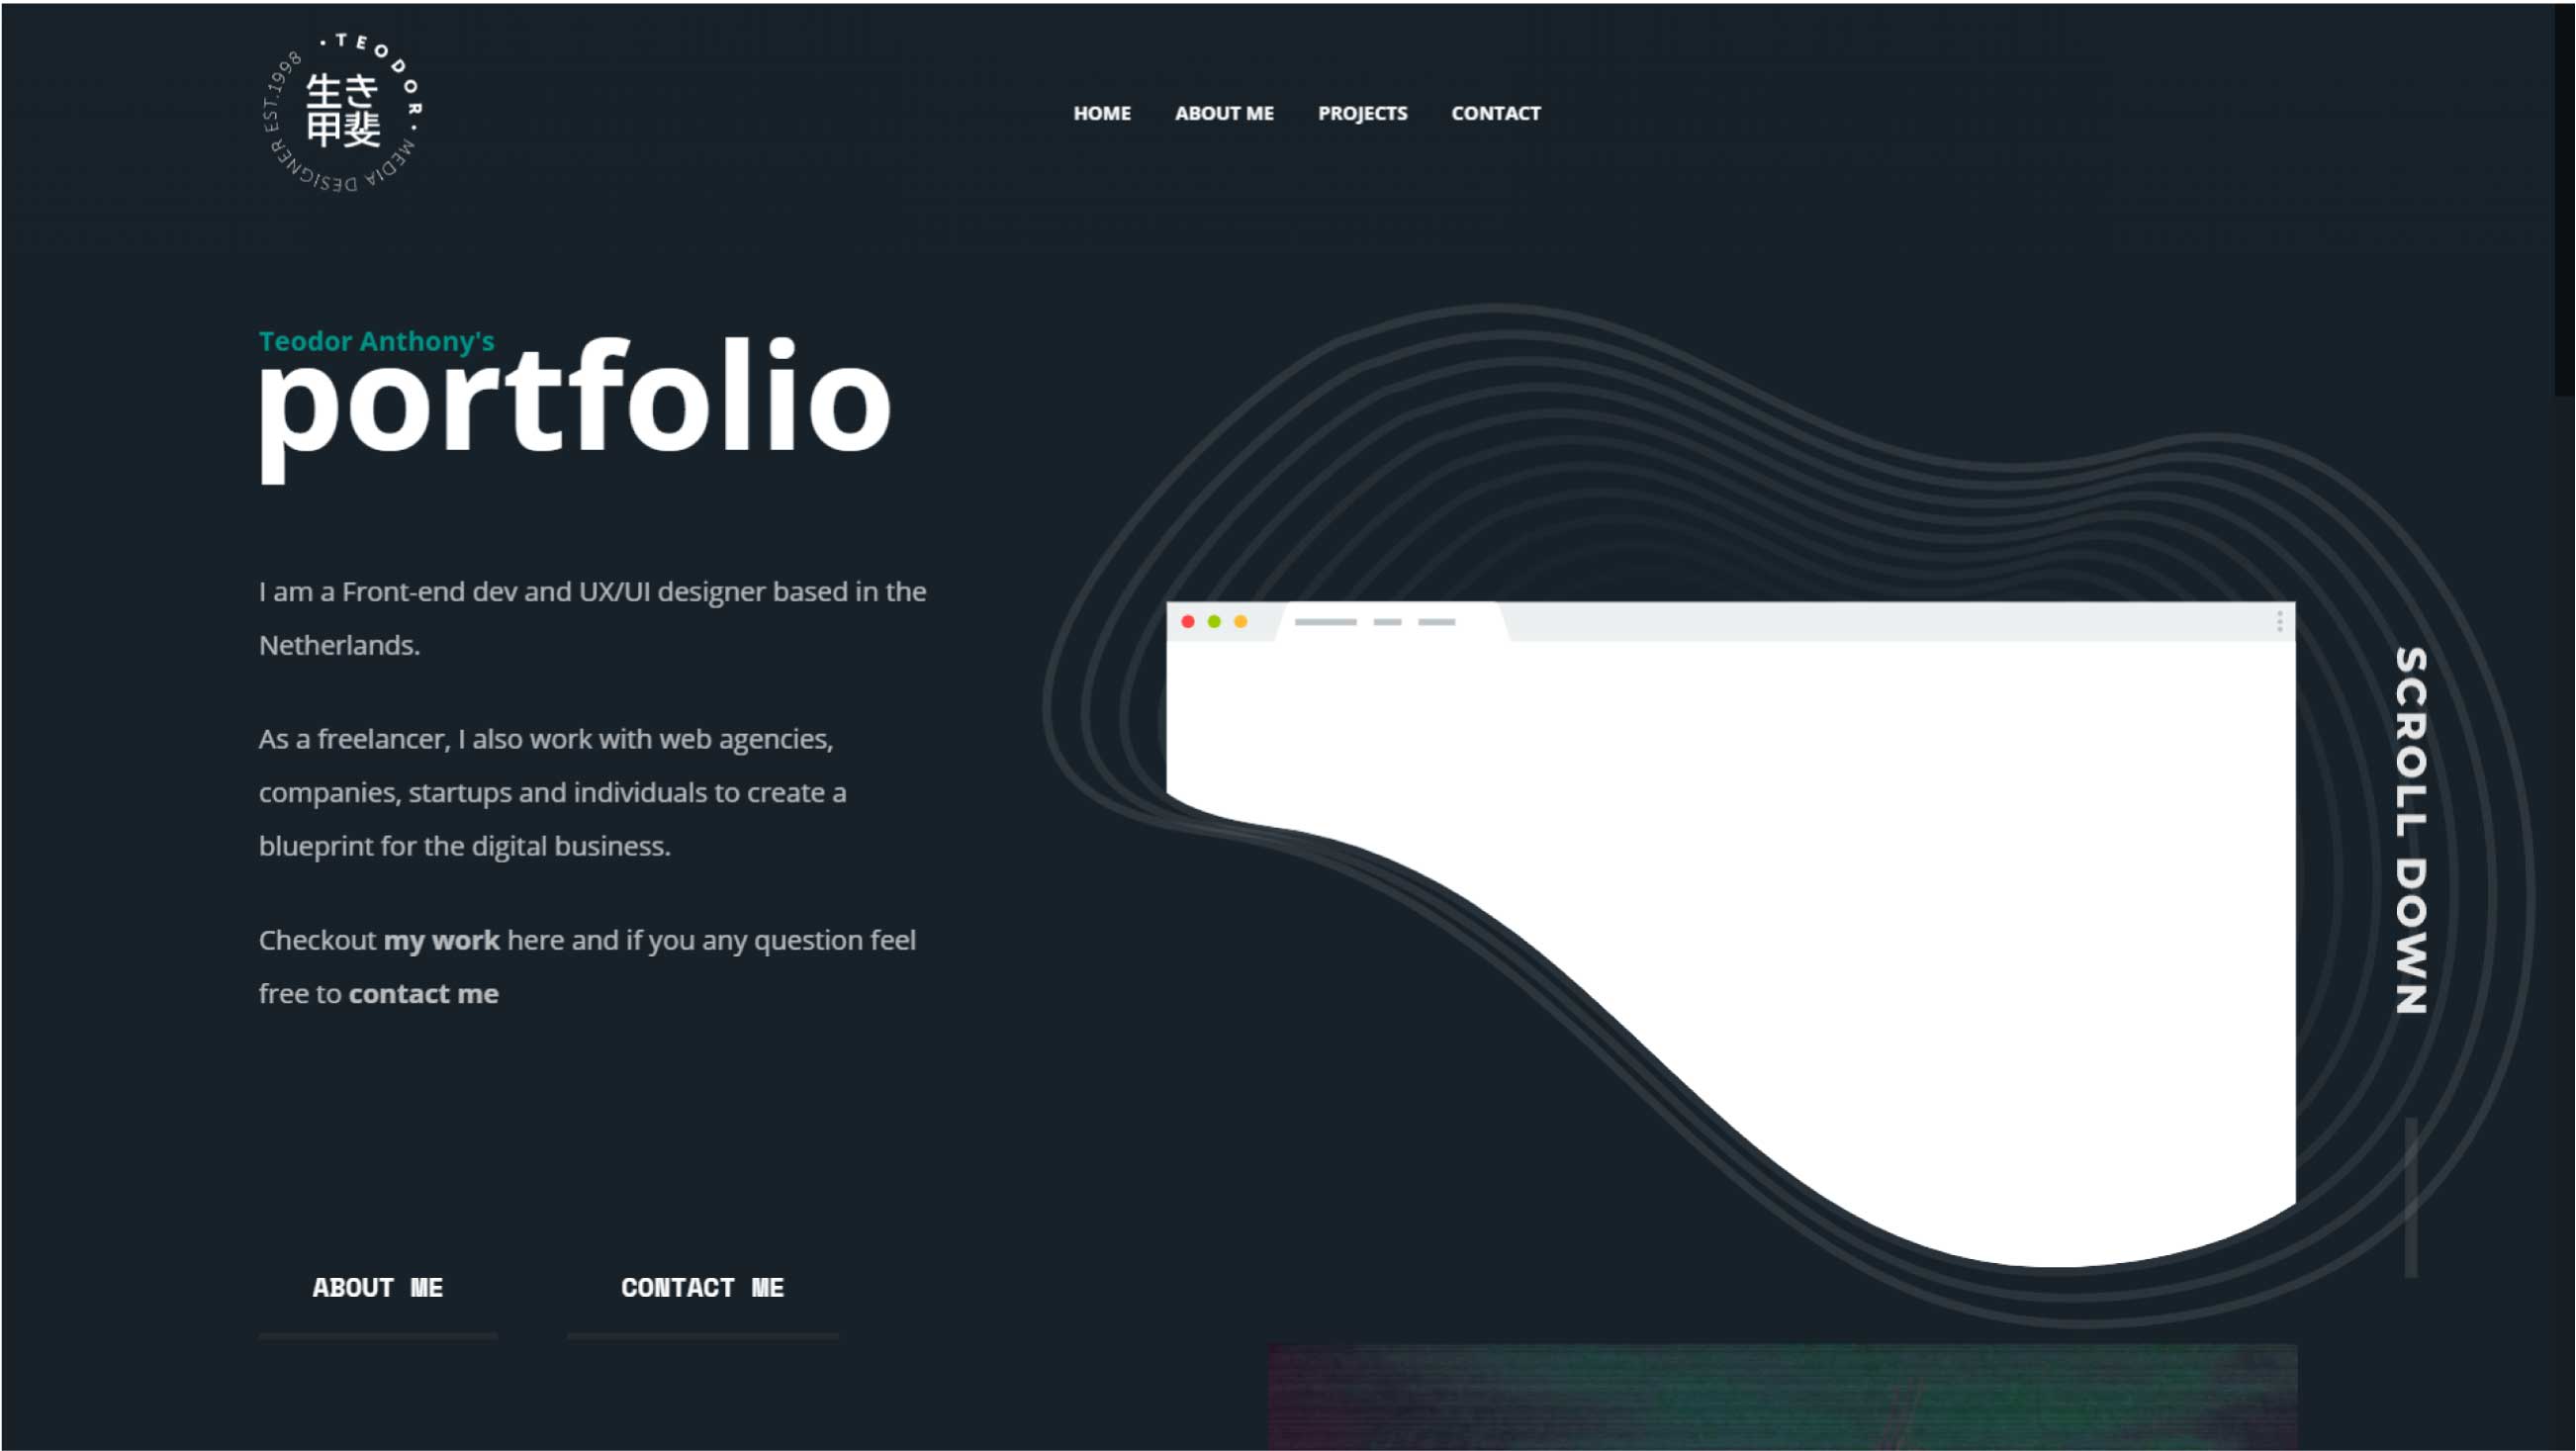 • TEODOR • MEDIA DESIGNER EST.1998
生き
甲斐
HOME ABOUT ME PROJECTS CONTACT
Teodor Anthony's
portfolio
I am a Front-end dev and UX/UI designer based in the
Netherlands.
As a freelancer, I also work with web agencies,
companies, startups and individuals to create a
blueprint for the digital business.
Checkout my work here and if you any question feel
free to contact me
SCROLL DOWN
ABOUT ME CONTACT ME